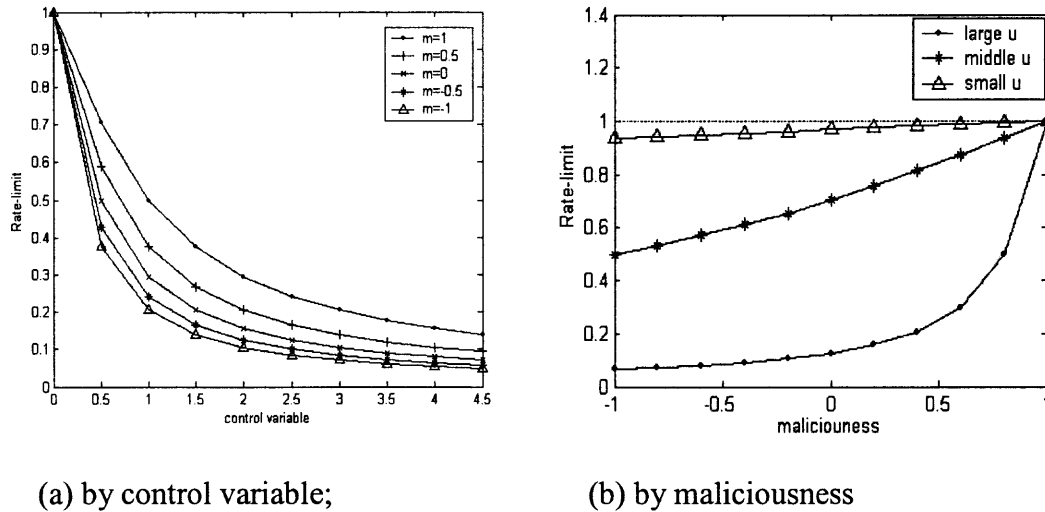 1
0.9
0.8
0.7
0.6
0.5
0.4
0.3
0.2
0.1
0
Rate-limit
m=1
m=0.5
m=0
m=-0.5
m=-1
0 0.5 1 1.5 2 2.5 3 3.5 4 4.5
control variable
1.4
1.2
1
0.8
0.6
0.4
0.2
0
Rate-limit
large u
middle u
small u
-1 -0.5 0 0.5 1
maliciouness
(a) by control variable;
(b) by maliciousness